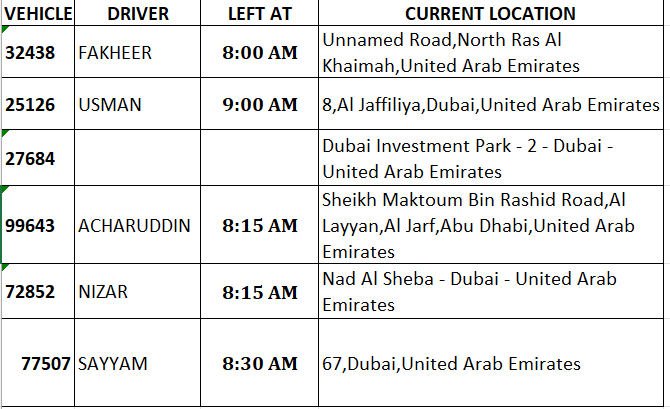 VEHICLE DRIVER LEFT AT CURRENT LOCATION
32438 FAKHEER 8:00 AM Unnamed Road,North Ras Al
Khaimah,United Arab Emirates
25126 USMAN 9:00 AM 8,Al Jaffiliya,Dubai,United Arab Emirates
27684 Dubai Investment Park - 2 - Dubai -
United Arab Emirates
99643 ACHARUDDIN 8:15 AM Sheikh Maktoum Bin Rashid Road,Al
Layyan,Al Jarf,Abu Dhabi,United Arab
Emirates
72852 NIZAR 8:15 AM Nad Al Sheba - Dubai - United Arab
Emirates
77507 SAYYAM 8:30 AM 67,Dubai,United Arab Emirates